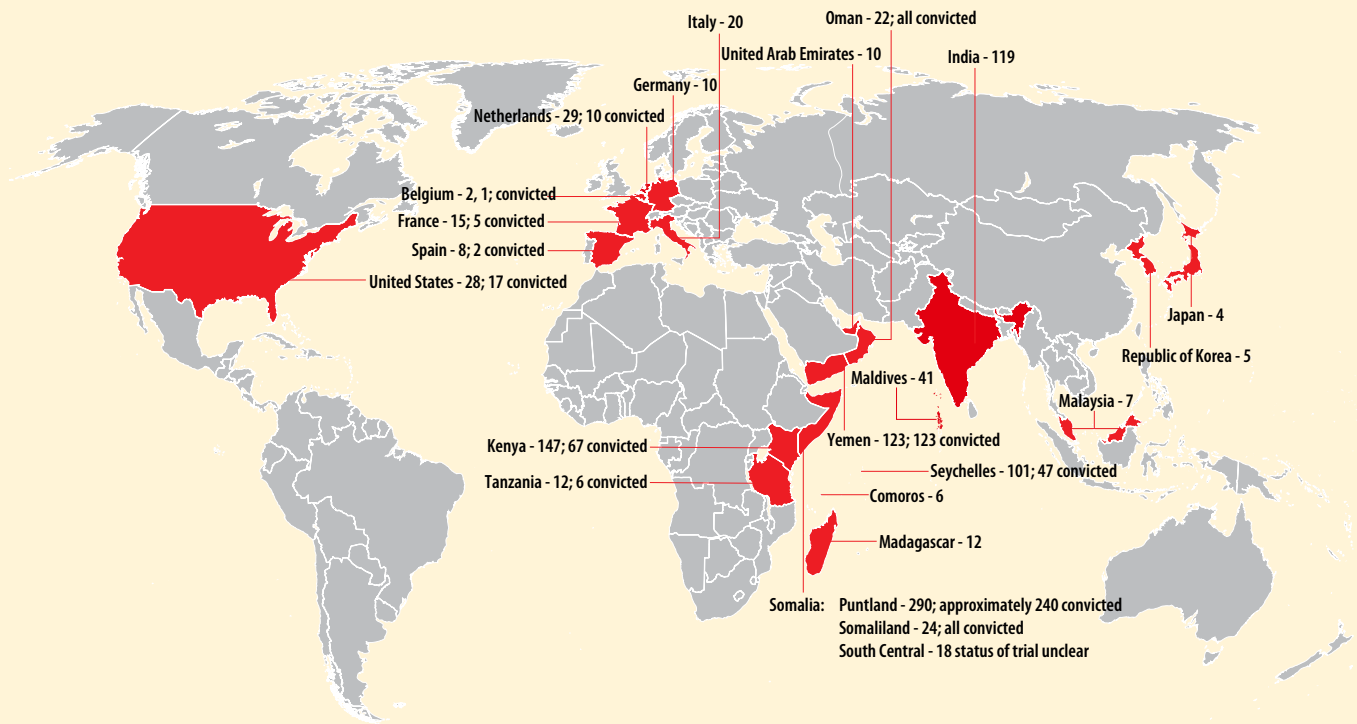 Italy - 20
Oman - 22; all convicted
United Arab Emirates - 10
India - 119
Germany - 10
Netherlands - 29; 10 convicted
Belgium - 2, 1; convicted
France - 15; 5 convicted
Spain - 8; 2 convicted
United States - 28; 17 convicted
Japan - 4
Republic of Korea - 5
Maldives - 41
Malaysia - 7
Kenya - 147; 67 convicted
Yemen - 123; 123 convicted
Seychelles - 101; 47 convicted
Tanzania - 12; 6 convicted
Comoros - 6
Madagascar - 12
Somalia: Puntland - 290; approximately 240 convicted
Somaliland - 24; all convicted
South Central - 18 status of trial unclear